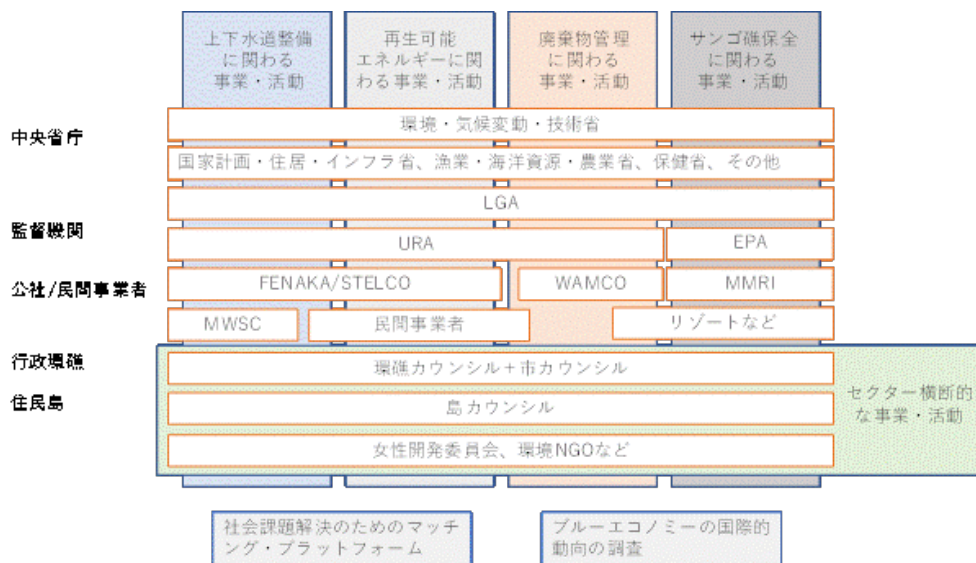 上下水道整備
に関わる
事業・活動
再生可能
エネルギーに関
わる事業・活動
廃棄物管理
に関わる
事業・活動
サンゴ礁保全
に関わる
事業・活動
中央省庁
環境・気候変動・技術省
国家計画・住居・インフラ省、漁業・海洋資源・農業省、保健省、その他
LGA
監督機関
URA
EPA
公社/民間事業者
FENAKA/STELCO
WAMCO
MMRI
MWSC
民間事業者
リゾートなど
行政環礁
環礁カウンシル+市カウンシル
住民島
島カウンシル
セクター横断的
な事業・活動
女性開発委員会、環境NGOなど
社会課題解決のためのマッ
チング・プラットフォーム
ブルーエコノミーの国際的
動向の調査